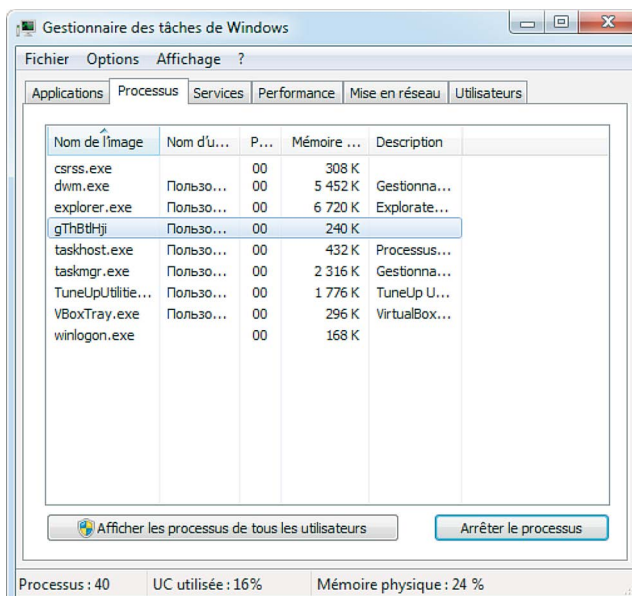 Gestionnaire des tâches de Windows
Fichier Options Affichage ?
Applications Processus Services Performance Mise en réseau Utilisateurs
Nom de l'image Nom d'u... P... Mémoire ... Description
csrss.exe 00 308 K
dwm.exe Пользо... 00 5 452 K Gestionna...
explorer.exe Пользо... 00 6 720 K Explorate...
gThBtlHji Пользо... 00 240 K
taskhost.exe Пользо... 00 432 K Processus...
taskmgr.exe Пользо... 00 2 316 K Gestionna...
TuneUpUtilitie... Пользо... 00 1 776 K TuneUp U...
VBoxTray.exe Пользо... 00 296 K VirtualBox...
winlogon.exe 00 168 K
Afficher les processus de tous les utilisateurs Arrêter le processus
Processus : 40 UC utilisée : 16% Mémoire physique : 24 %